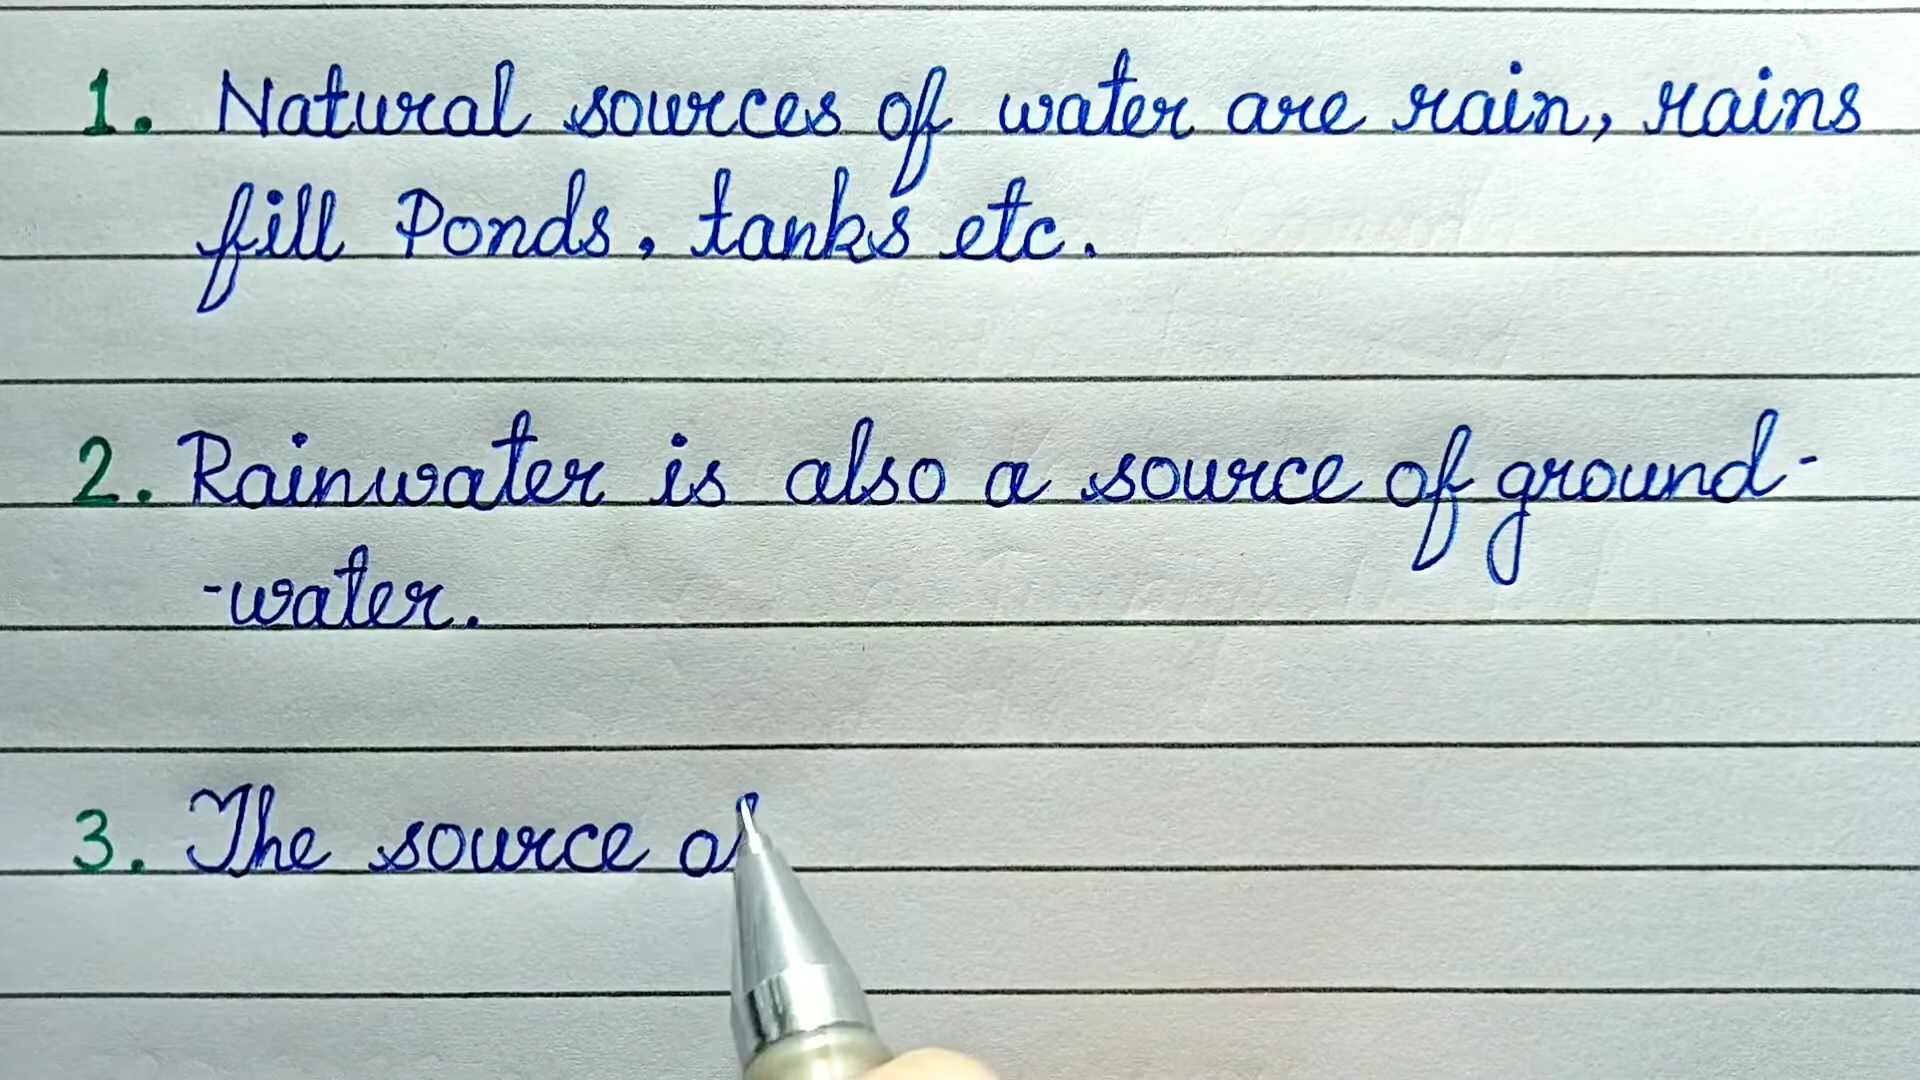 1. Natural sources of water are rain, rains
fill Ponds, tanks etc.
2. Rainwater is also a source of ground-
-water.
3. The source of